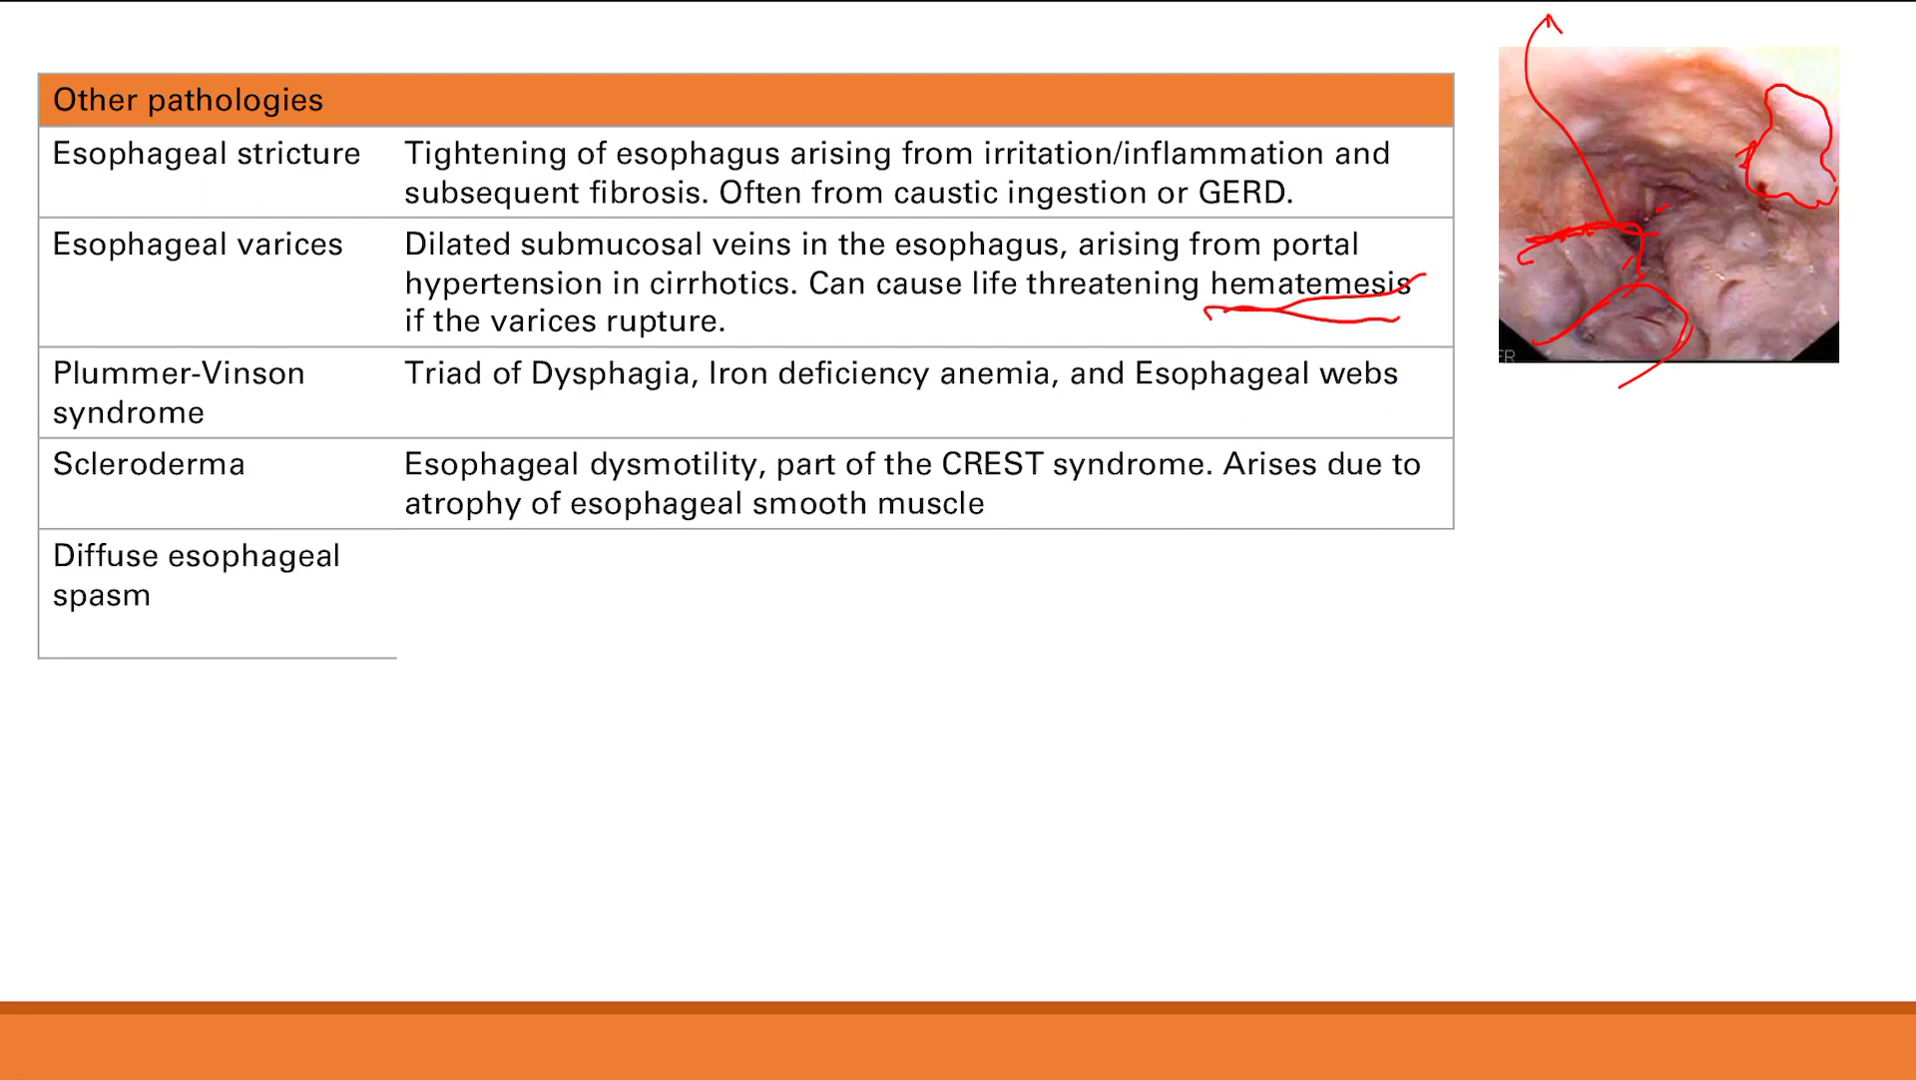 Other pathologies
Esophageal stricture
Tightening of esophagus arising from irritation/inflammation and
subsequent fibrosis. Often from caustic ingestion or GERD.
Esophageal varices
Dilated submucosal veins in the esophagus, arising from portal
hypertension in cirrhotics. Can cause life threatening hematemesis
if the varices rupture.
Plummer-Vinson
syndrome
Triad of Dysphagia, Iron deficiency anemia, and Esophageal webs
Scleroderma
Esophageal dysmotility, part of the CREST syndrome. Arises due to
atrophy of esophageal smooth muscle
Diffuse esophageal
spasm